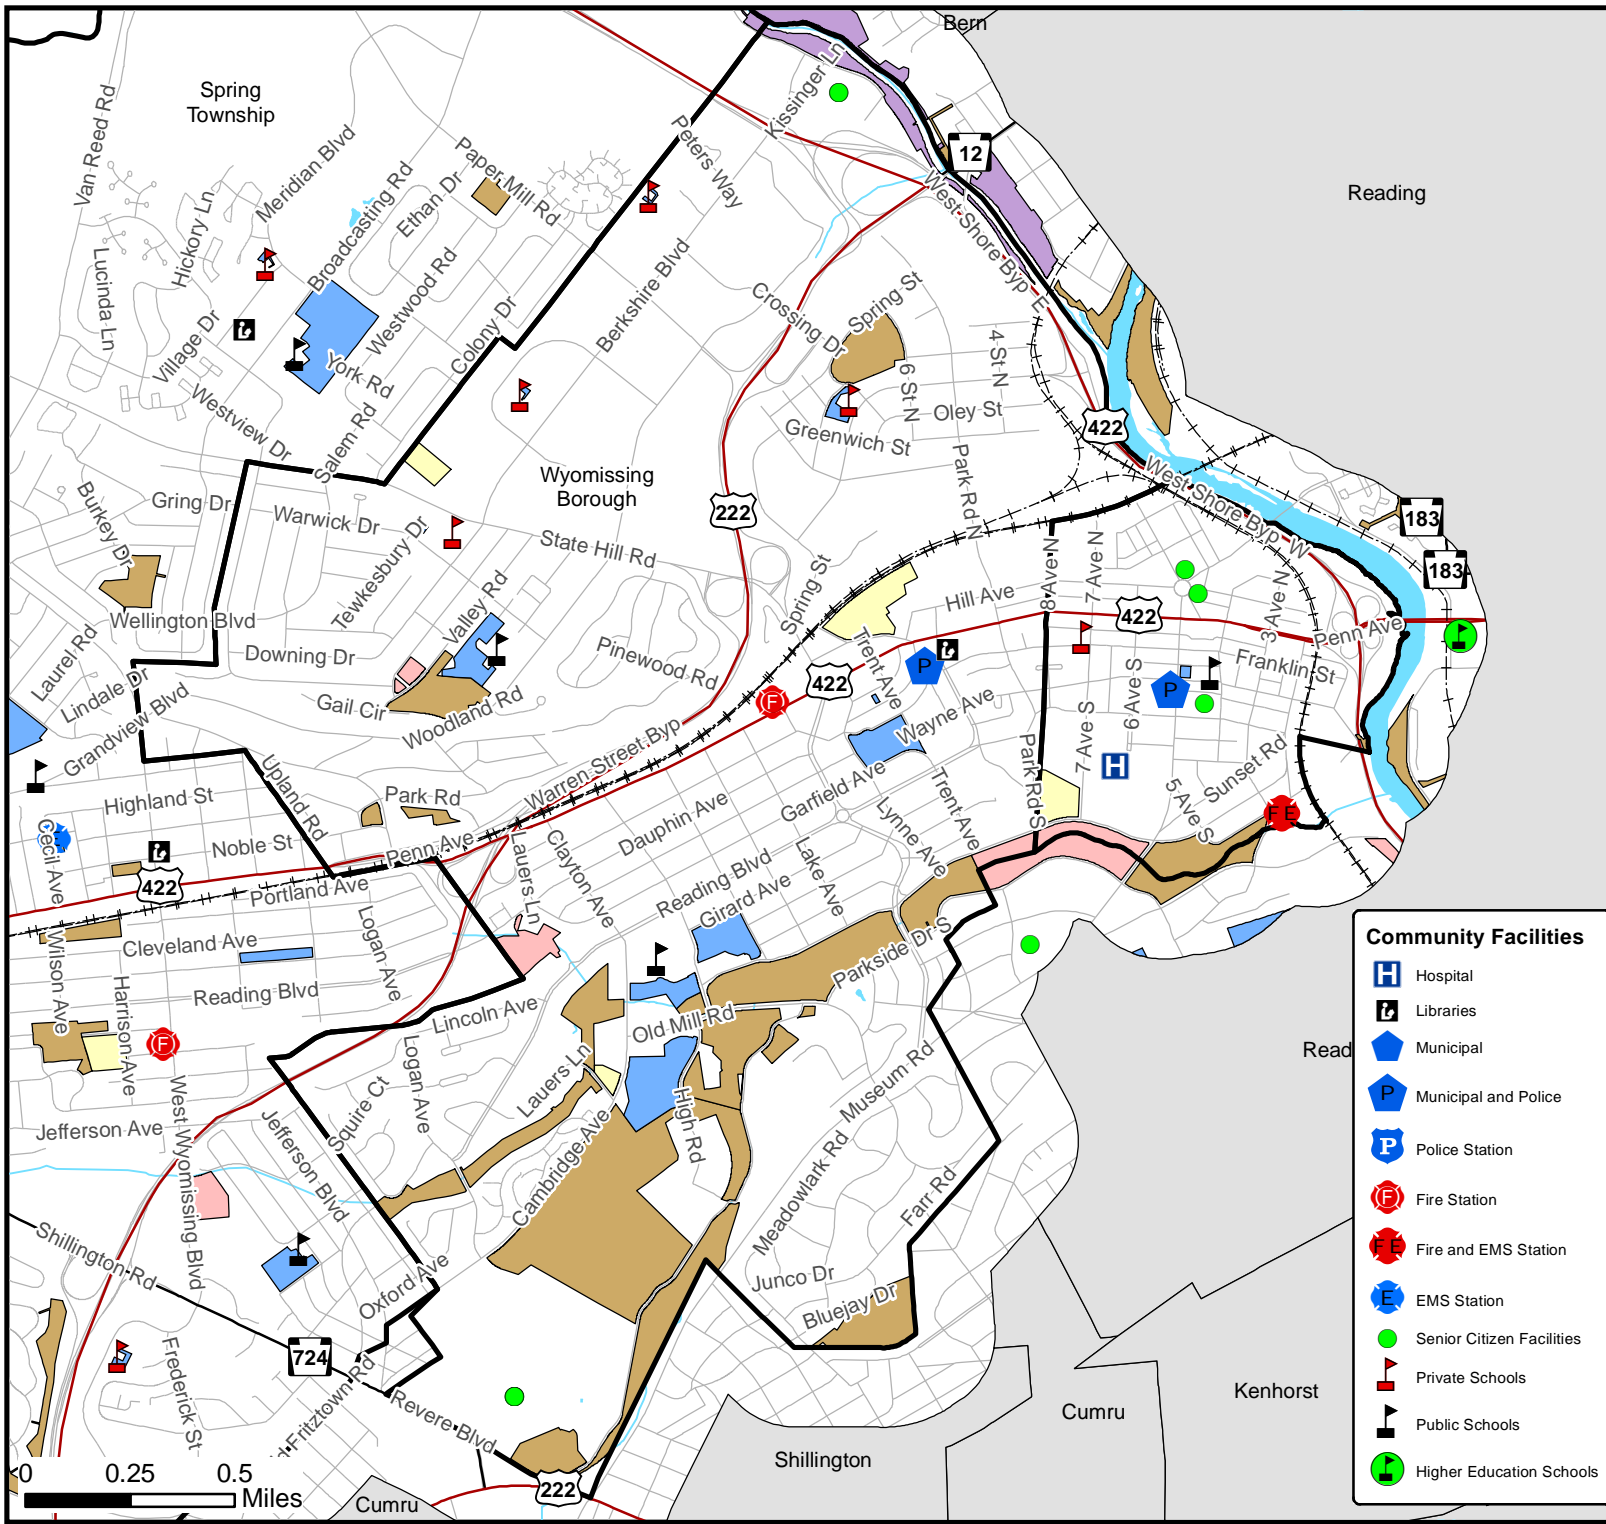 Bern
Spring
Township
Reading
Wyomissing
Borough
Van Reed Rd
Meridian Blvd
Hickory Ln
Lucinda Ln
Village Dr
Broadcasting Rd
Ethan Dr
Paper Mill Rd
Westwood Rd
York Rd
Colony Dr
Westview Dr
Salem Rd
Peters Way
Kissinger Ln
12
West Shore Byp E
Berkshire Blvd
Crossing Dr
Spring St
4 St N
6 St N
Oley St
Greenwich St
Park Rd N
422
222
183
183
West Shore Byp W
Burkey Dr
Gring Dr
Warwick Dr
Tewkesbury Dr
State Hill Rd
Valley Rd
Wellington Blvd
Downing Dr
Laurel Rd
Lindale Dr
Grandview Blvd
Gail Cir
Woodland Rd
Pinewood Rd
Spring St
Hill Ave
8 Ave N
7 Ave N
422
3 Ave N
Penn Ave
Franklin St
Trent Ave
P
P
422
F
Wayne Ave
6 Ave S
7 Ave S
H
Park Rd S
5 Ave S
Sunset Rd
F E
Warren Street Byp
Upland Rd
Highland St
Park Rd
Noble St
Penn Ave
Cecil Ave
E
422
Portland Ave
Lauers Ln
Clayton Ave
Dauphin Ave
Garfield Ave
Lynne Ave
Trent Ave
Lake Ave
Reading Blvd
Girard Ave
Wilson Ave
Cleveland Ave
Logan Ave
Reading Blvd
Harrison Ave
F
Lincoln Ave
Parkside Dr S
Old Mill Rd
Logan Ave
Lauers Ln
Squire Ct
High Rd
Museum Rd
Jefferson Ave
West Wyomissing Blvd
Jefferson Blvd
Cambridge Ave
Meadowlark Rd
Farr Rd
Shillington Rd
Oxford Ave
Junco Dr
Bluejay Dr
724
Frederick St
d Fritztown Rd
Revere Blvd
222
0 0.25 0.5
Miles
Cumru
Shillington
Cumru
Kenhorst
Read
Community Facilities
H Hospital
Libraries
Municipal
P Municipal and Police
P Police Station
F Fire Station
F E Fire and EMS Station
E EMS Station
Senior Citizen Facilities
Private Schools
Public Schools
Higher Education Schools